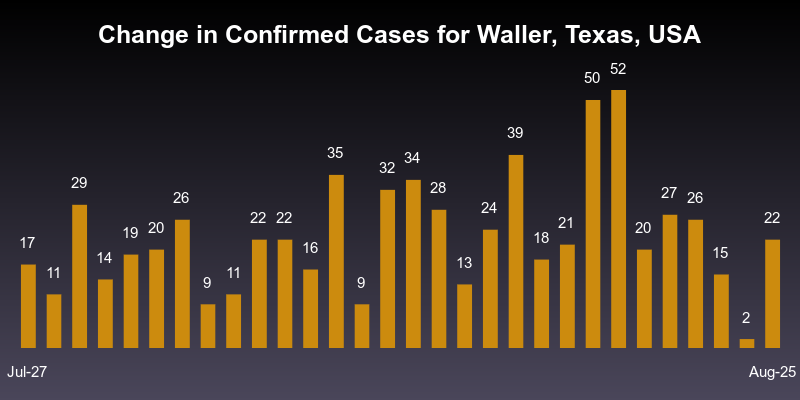 Change in Confirmed Cases for Waller, Texas, USA
17 11 29 14 19 20 26 9 11 22 22 16 35 9 32 34 28 13 24 39 18 21 50 52 20 27 26 15 2 22
Jul-27 Aug-25